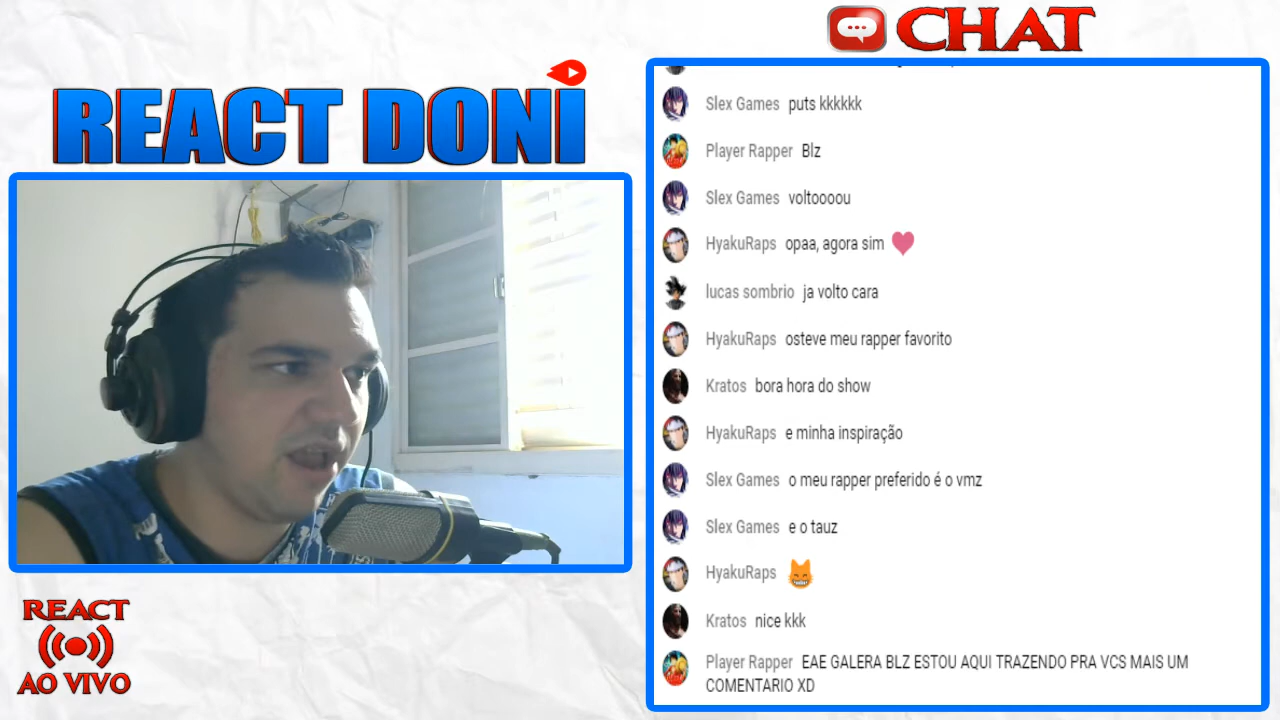 CHAT
REACT DONI
Slex Games puts kkkkkk
Player Rapper Blz
Slex Games voltoooou
HyakuRaps opaa, agora sim
lucas sombrio ja volto cara
HyakuRaps osteve meu rapper favorito
Kratos bora hora do show
HyakuRaps e minha inspiração
Slex Games o meu rapper preferido é o vmz
Slex Games e o tauz
HyakuRaps
Kratos nice kkk
Player Rapper EAE GALERA BLZ ESTOU AQUI TRAZENDO PRA VCS MAIS UM
COMENTARIO XD
REACT
AO VIVO